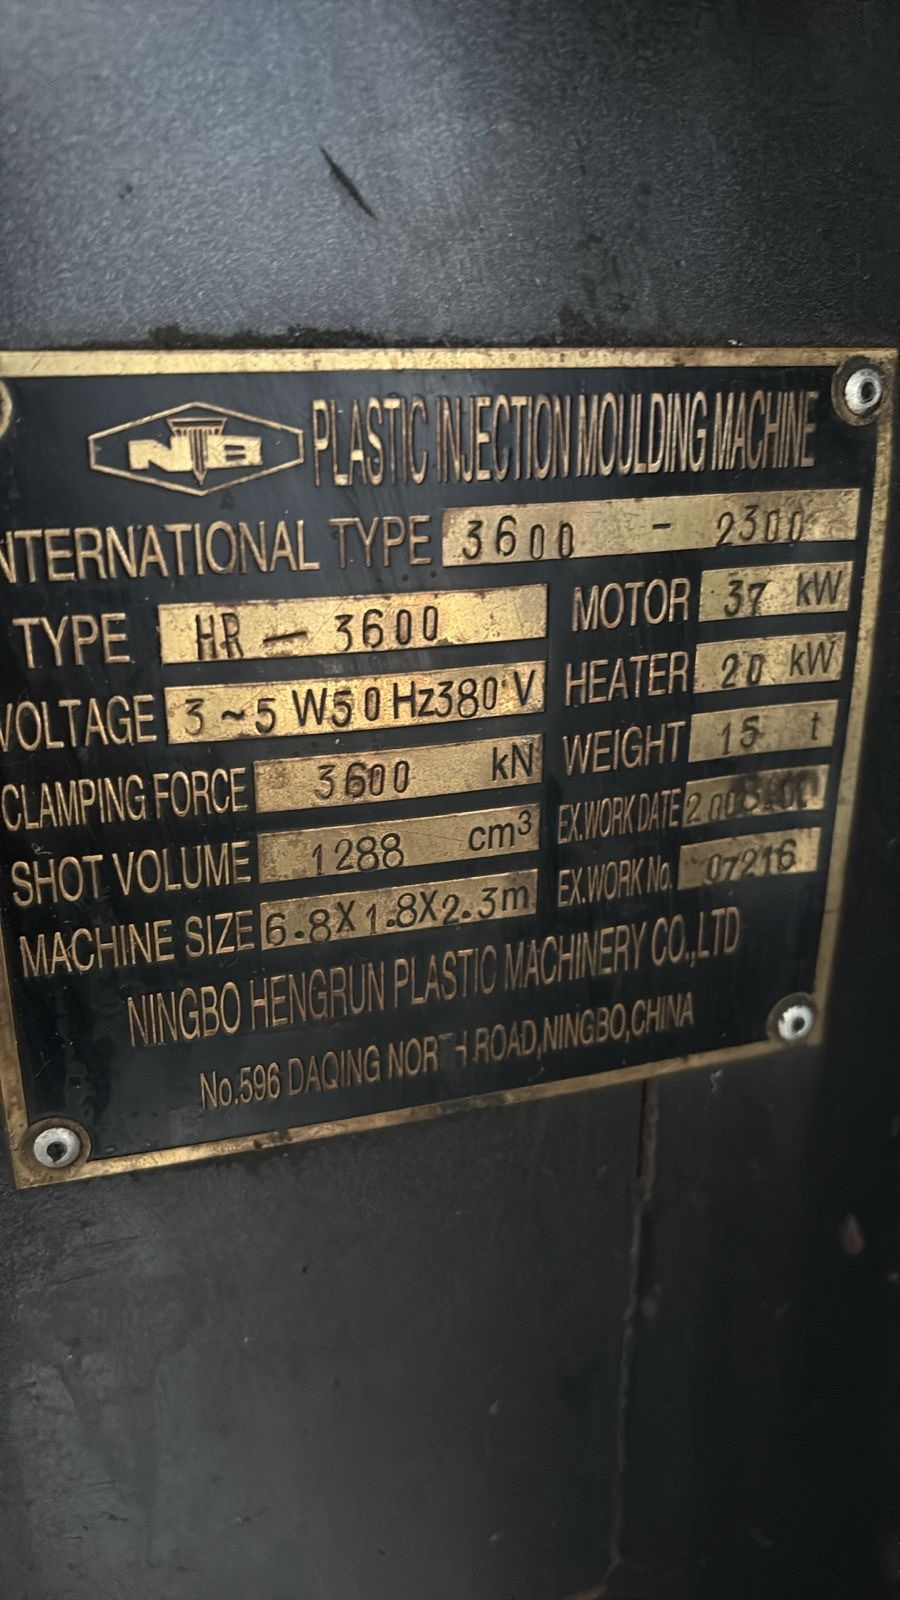 NB PLASTIC INJECTION MOULDING MACHINE
INTERNATIONAL TYPE 3600 - 2300
TYPE HR - 3600 MOTOR 37 kW
VOLTAGE 3~5W50Hz380V HEATER 20 kW
CLAMPING FORCE 3600 kN WEIGHT 15 t
SHOT VOLUME 1288 cm³ EX.WORK DATE
MACHINE SIZE 6.8X1.8X2.3m EX.WORK No. 07216
NINGBO HENGRUN PLASTIC MACHINERY CO.,LTD
No.596 DAQING NORTH ROAD,NINGBO,CHINA